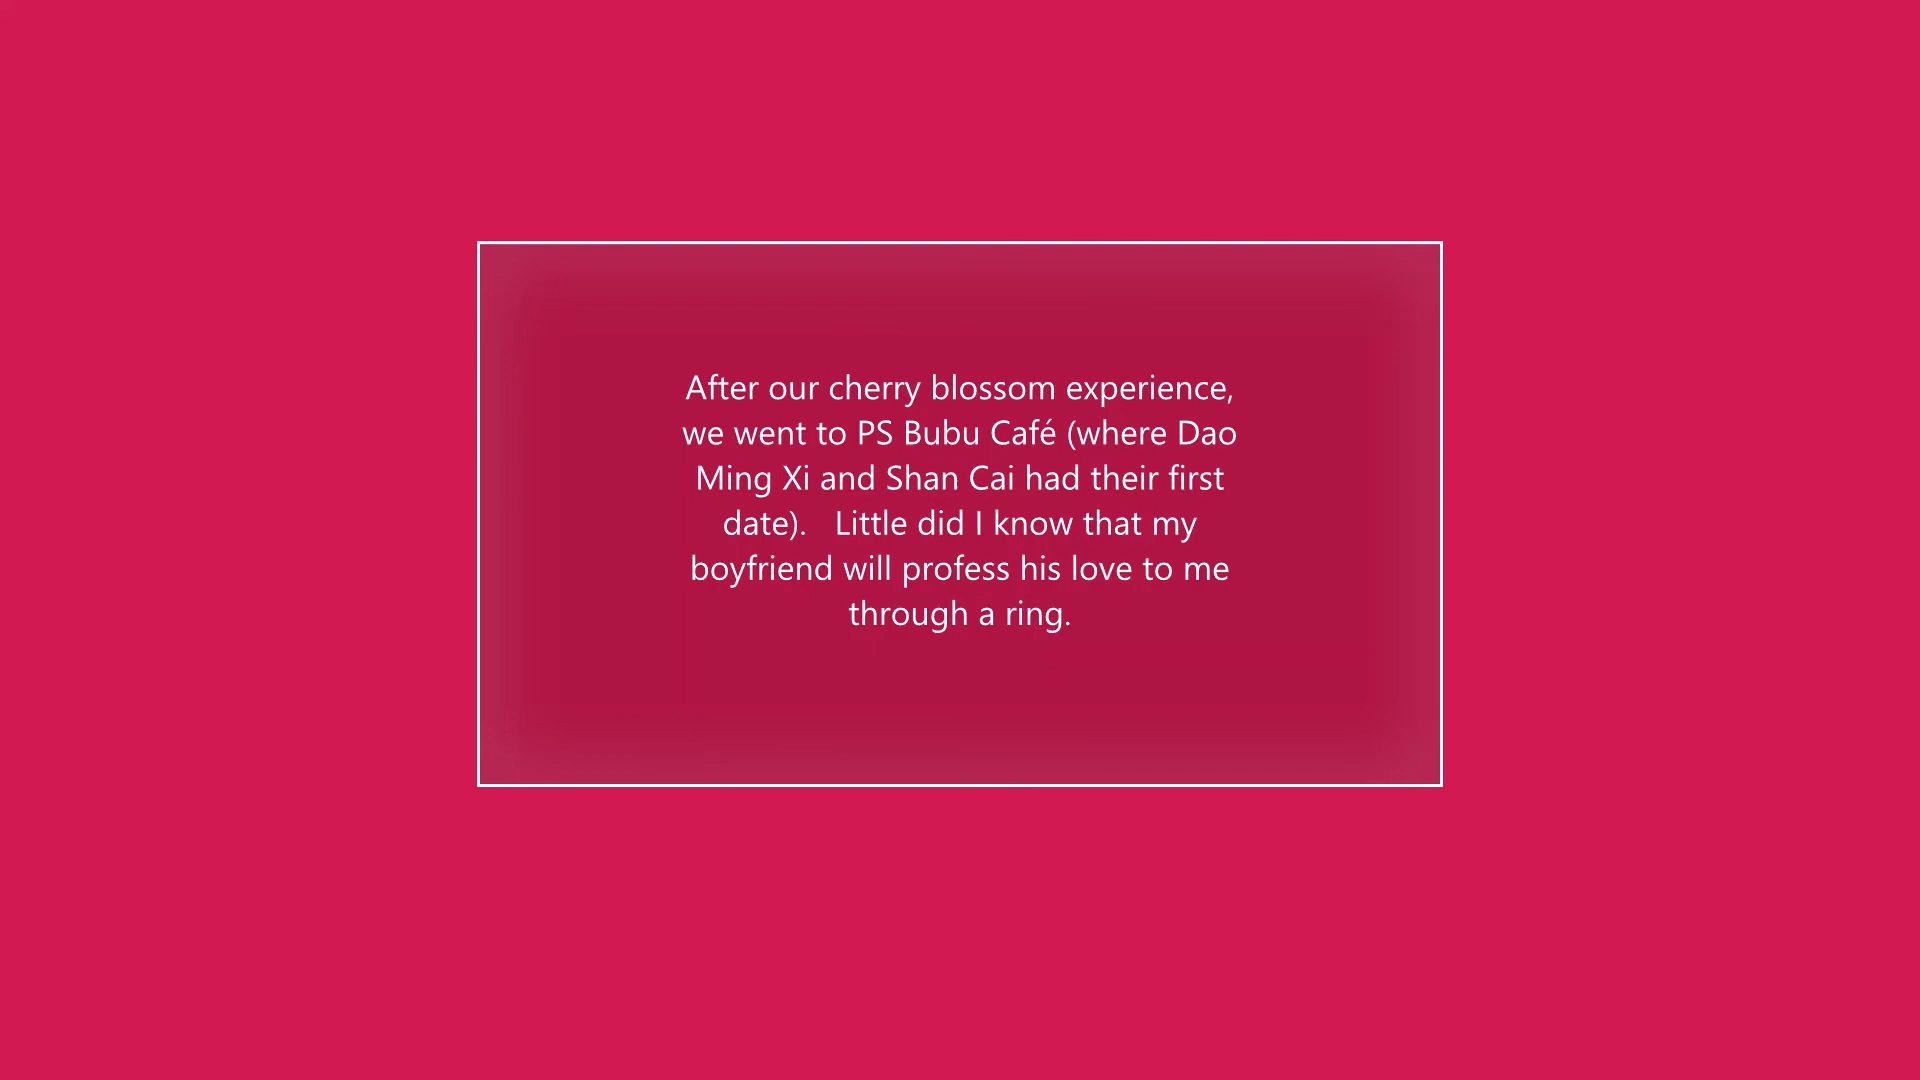 After our cherry blossom experience,
we went to PS Bubu Café (where Dao
Ming Xi and Shan Cai had their first
date).   Little did I know that my
boyfriend will profess his love to me
through a ring.